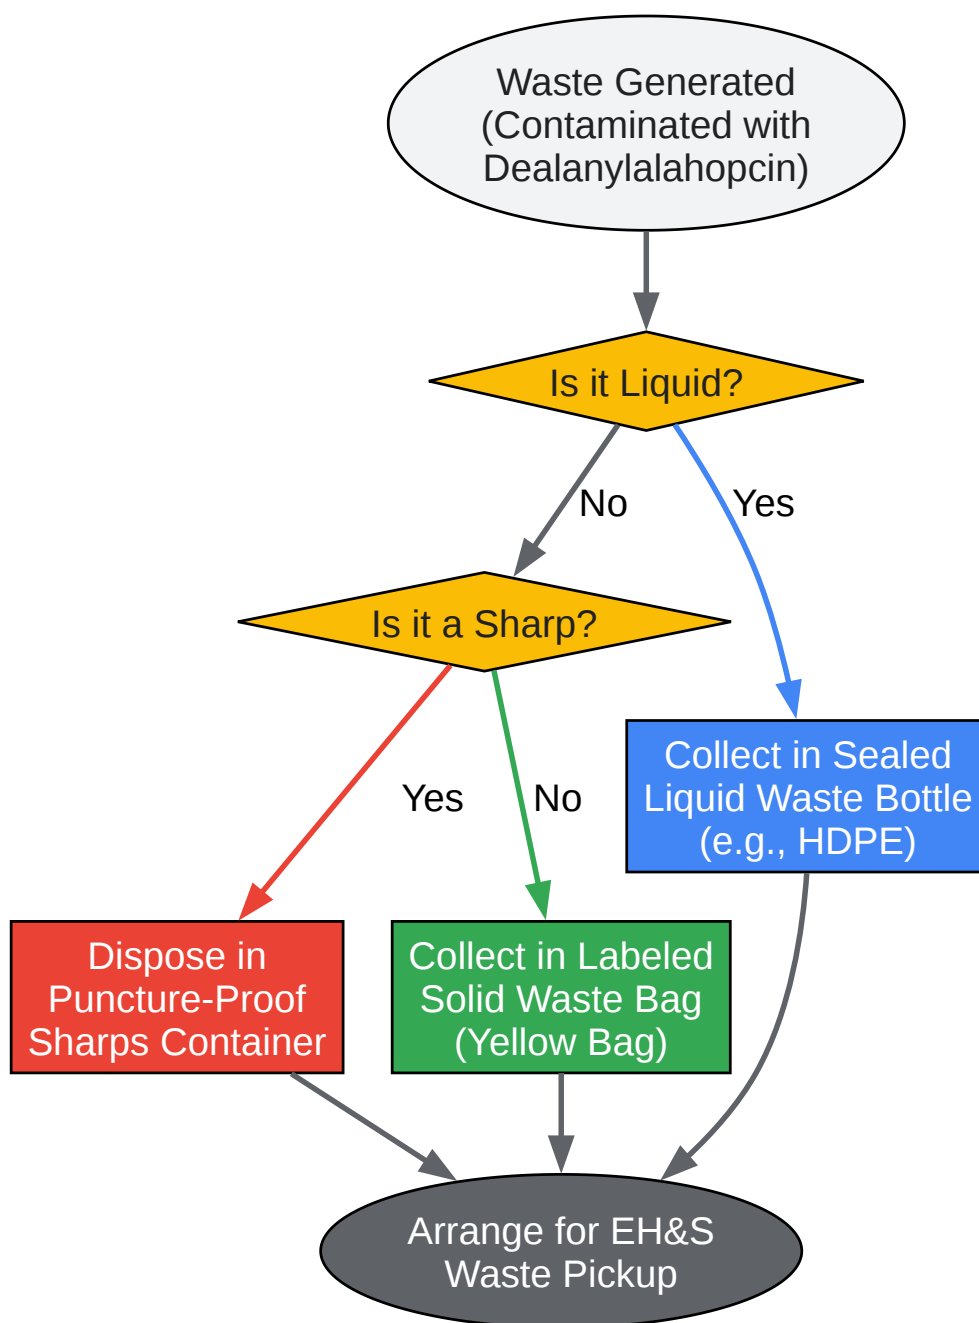 Waste Generated
(Contaminated with
Dealanylalahopcin)
Is it Liquid?
No
Yes
Is it a Sharp?
Yes
No
Collect in Sealed
Liquid Waste Bottle
(e.g., HDPE)
Dispose in
Puncture-Proof
Sharps Container
Collect in Labeled
Solid Waste Bag
(Yellow Bag)
Arrange for EH&S
Waste Pickup